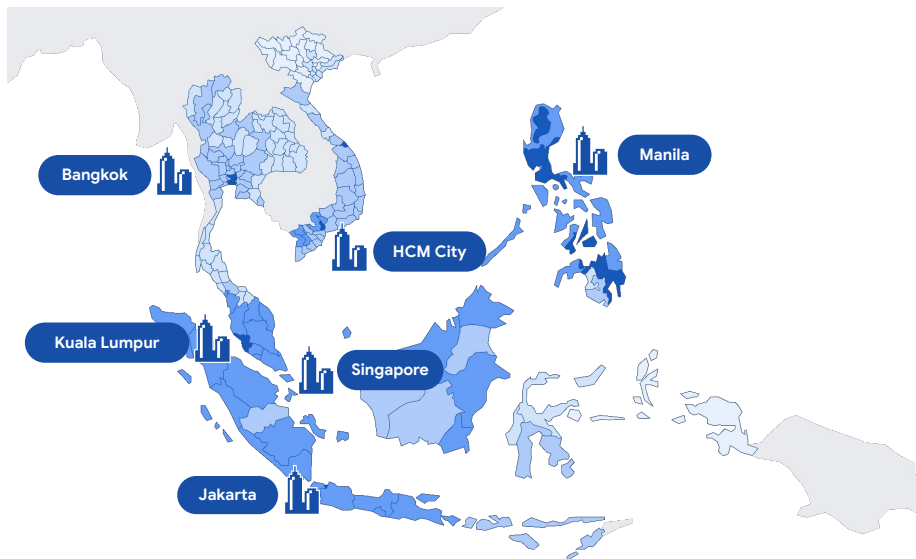 Manila
Bangkok
HCM City
Kuala Lumpur
Singapore
Jakarta